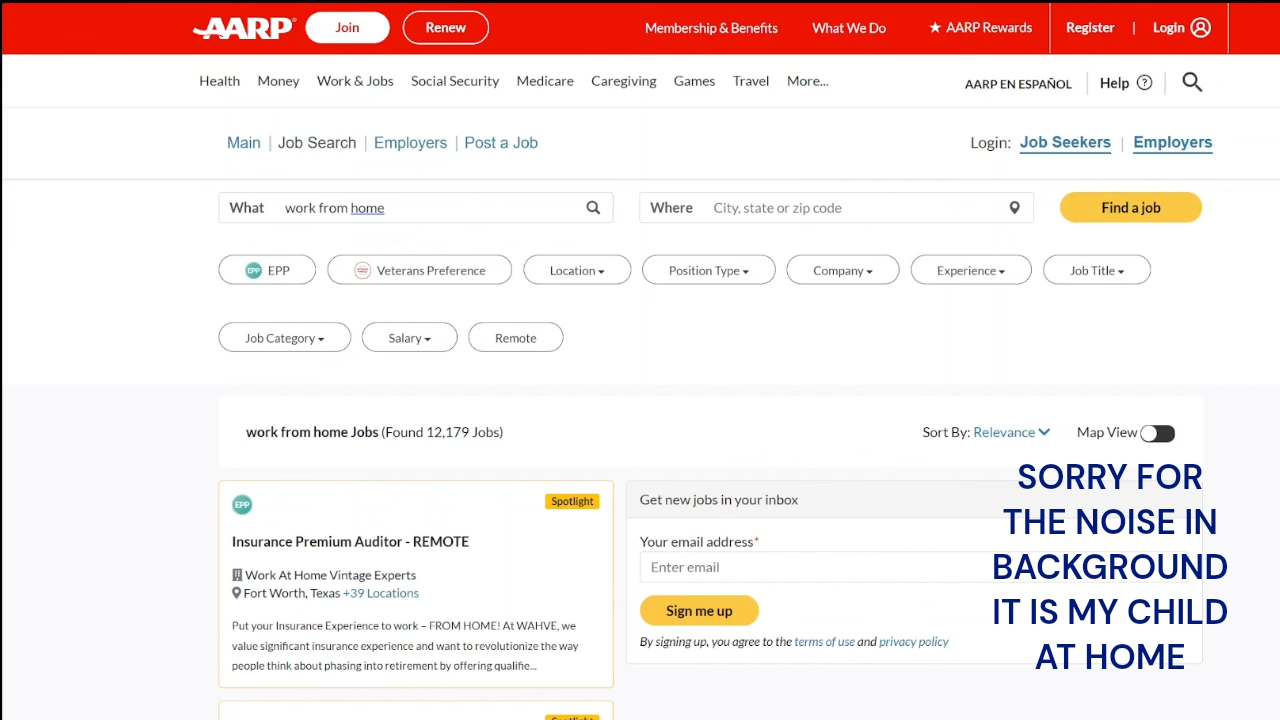 AARP Join Renew Membership & Benefits What We Do ★ AARP Rewards Register | Login
Health Money Work & Jobs Social Security Medicare Caregiving Games Travel More... AARP EN ESPAÑOL Help ?
Main | Job Search | Employers | Post a Job Login: Job Seekers | Employers
What work from home Where City, state or zip code Find a job
EPP EPP Veterans Preference Location Position Type Company Experience Job Title
Job Category Salary Remote
work from home Jobs (Found 12,179 Jobs) Sort By: Relevance Map View
EPP Spotlight
Insurance Premium Auditor - REMOTE
Work At Home Vintage Experts
Fort Worth, Texas +39 Locations
Put your Insurance Experience to work – FROM HOME! At WAHVE, we
value significant insurance experience and want to revolutionize the way
people think about phasing into retirement by offering qualifie...
Spotlight
Get new jobs in your inbox
Your email address*
Enter email
Sign me up
By signing up, you agree to the terms of use and privacy policy
SORRY FOR
THE NOISE IN
BACKGROUND
IT IS MY CHILD
AT HOME